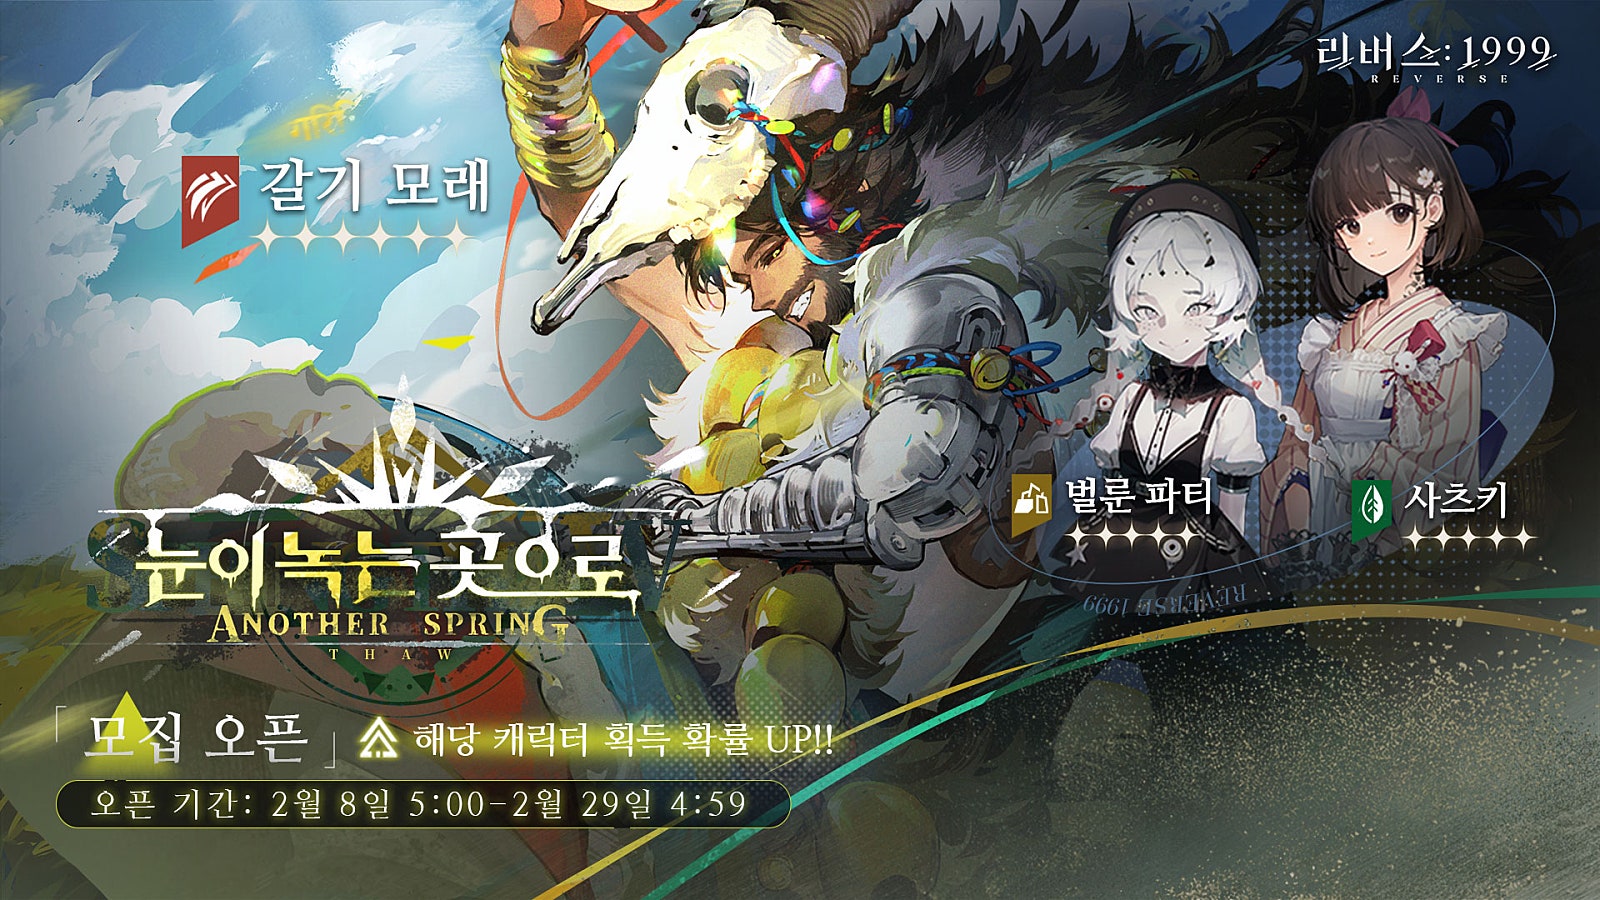 리버스:1999
REVERSE
गति
갈기 모래
벌룬 파티
사츠키
REVERSE 1999
눈이 녹는 곳으로
ANOTHER SPRING
THAW
「모집 오픈」 해당 캐릭터 획득 확률 UP!!
오픈 기간: 2월 8일 5:00-2월 29일 4:59